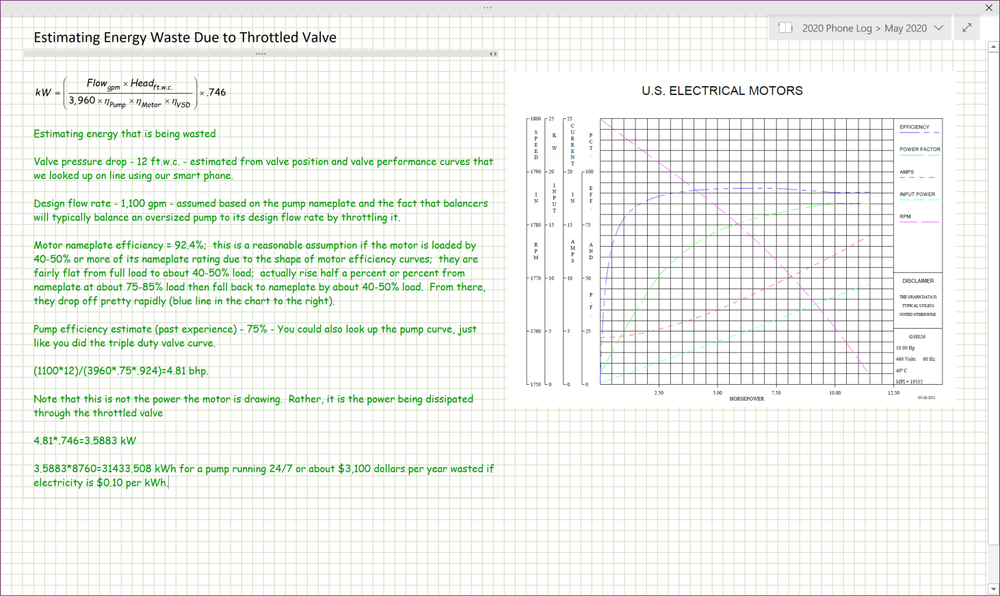 2020 Phone Log > May 2020
Estimating Energy Waste Due to Throttled Valve
kW = (Flow gpm × Head ft.w.c. / 3,960 × η Pump × η Motor × η VSD) × .746
Estimating energy that is being wasted
Valve pressure drop - 12 ft.w.c. - estimated from valve position and valve performance curves that
we looked up on line using our smart phone.
Design flow rate - 1,100 gpm - assumed based on the pump nameplate and the fact that balancers
will typically balance an oversized pump to its design flow rate by throttling it.
Motor nameplate efficiency = 92.4%;  this is a reasonable assumption if the motor is loaded by
40-50% or more of its nameplate rating due to the shape of motor efficiency curves;  they are
fairly flat from full load to about 40-50% load;  actually rise half a percent or percent from
nameplate at about 75-85% load then fall back to nameplate by about 40-50% load.  From there,
they drop off pretty rapidly (blue line in the chart to the right).
Pump efficiency estimate (past experience) - 75% - You could also look up the pump curve, just
like you did the triple duty valve curve.
(1100*12)/(3960*.75*.924)=4.81 bhp.
Note that this is not the power the motor is drawing.  Rather, it is the power being dissipated
through the throttled valve
4.81*.746=3.5883 kW
3.5883*8760=31433.508 kWh for a pump running 24/7 or about $3,100 dollars per year wasted if
electricity is $0.10 per kWh.
U.S. ELECTRICAL MOTORS
SPEED IN RPM
1800
1790
1780
1770
1760
1750
K.W. INPUT
25
20
15
10
5
0
CURRENT IN AMPS
25
20
15
10
5
0
PCT. EFF. AND P.F.
100
75
50
25
0
2.50 5.00 7.50 10.00 12.50
HORSEPOWER
EFFICIENCY
POWER FACTOR
AMPS
INPUT POWER
RPM
DISCLAIMER
THE GRAPH DATA IS
TYPICAL UNLESS
NOTED OTHERWISE.
G38026
10.00 Hp
460 Volts 60 Hz
40° C
MPI = 19535
05-18-2011